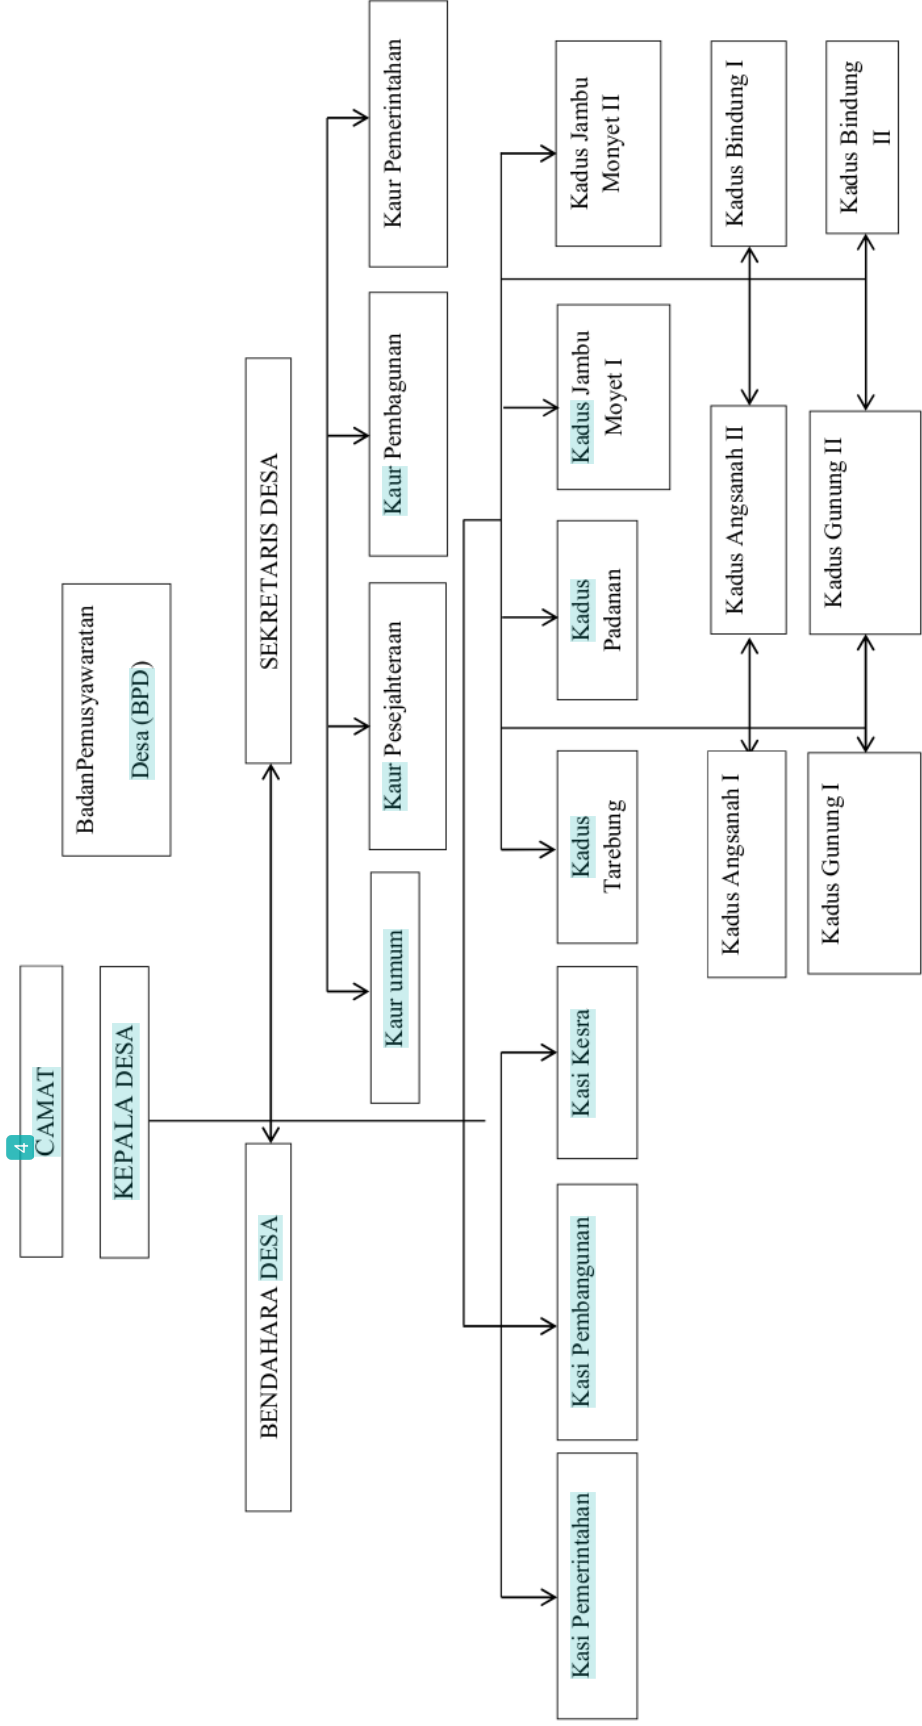 4
CAMAT
KEPALA DESA
BadanPemusyawaratan
Desa (BPD)
BENDAHARA DESA
SEKRETARIS DESA
Kaur umum
Kaur Pesejahteraan
Kaur Pembagunan
Kaur Pemerintahan
Kasi Pemerintahan
Kasi Pembangunan
Kasi Kesra
Kadus
Tarebung
Kadus
Padanan
Kadus Jambu
Moyet I
Kadus Jambu
Monyet II
Kadus Angsanah I
Kadus Angsanah II
Kadus Bindung I
Kadus Gunung I
Kadus Gunung II
Kadus Bindung
II